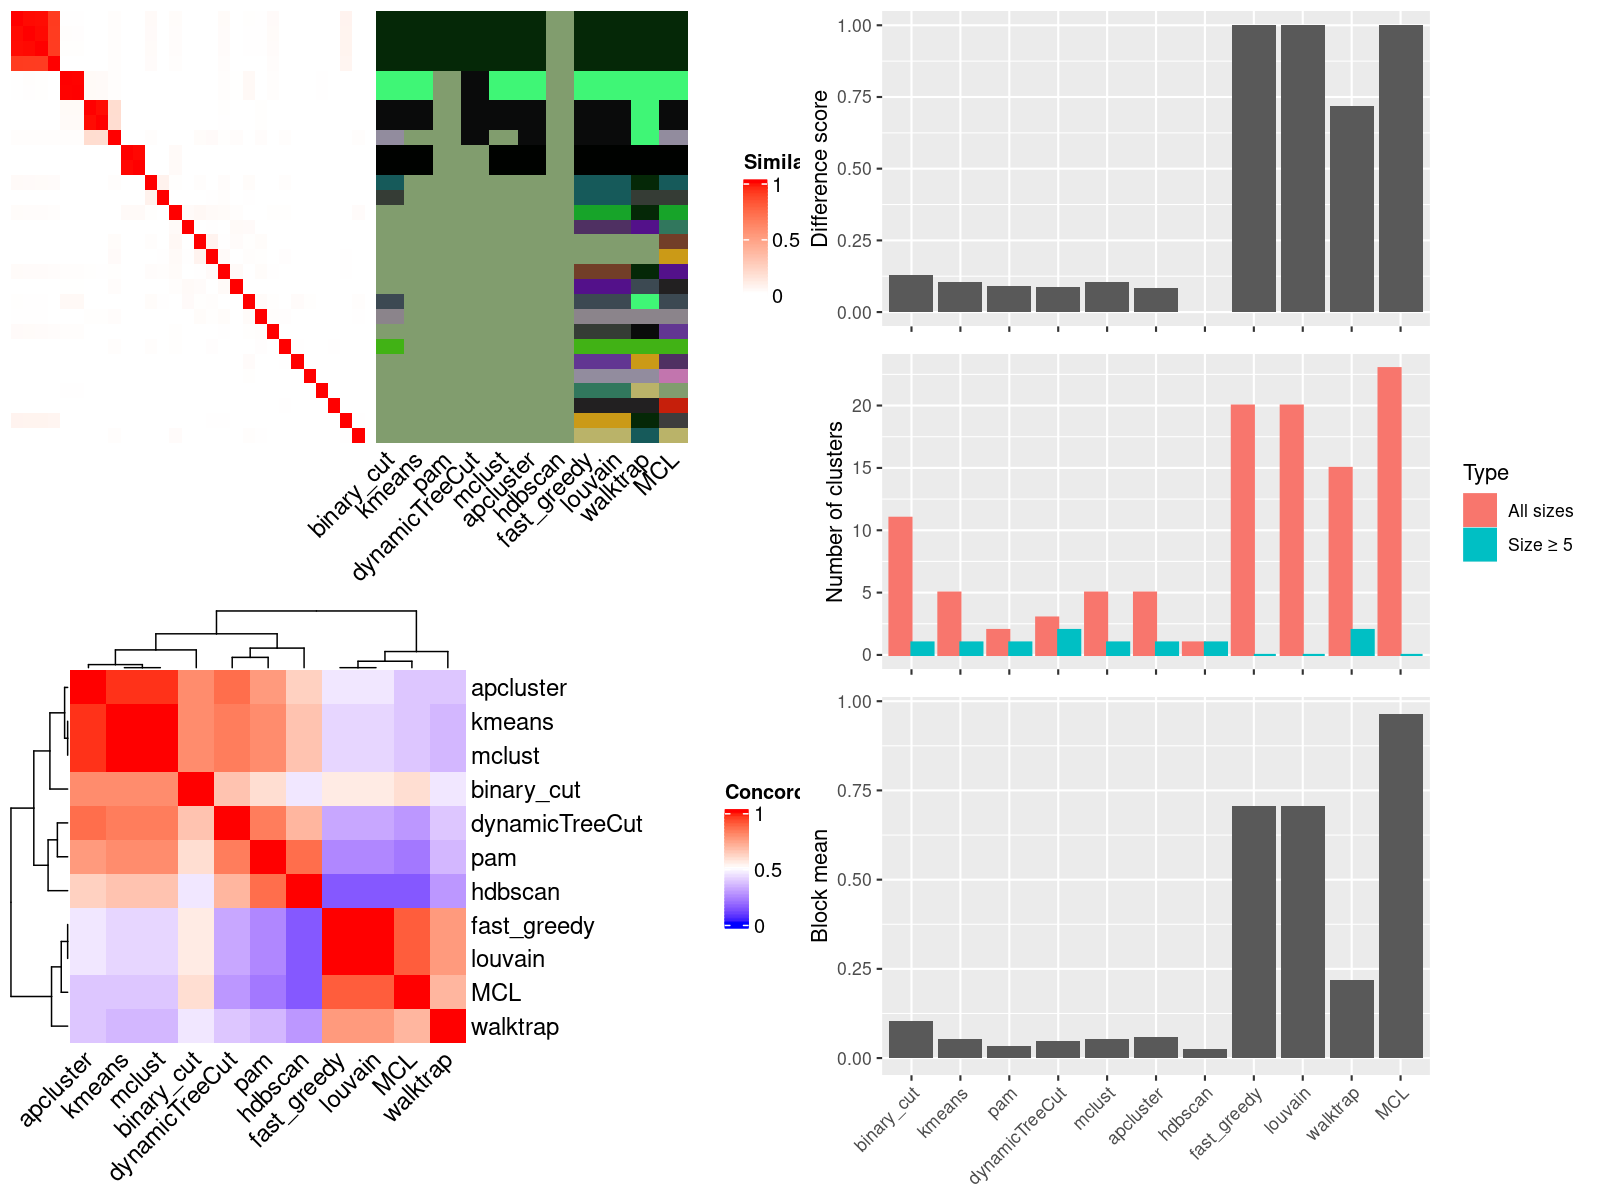 Simila
1
0.5
0
binary_cut
kmeans
pam
dynamicTreeCut
mclust
apcluster
hdbscan
fast_greedy
louvain
walktrap
MCL
apcluster
kmeans
mclust
binary_cut
dynamicTreeCut
pam
hdbscan
fast_greedy
louvain
MCL
walktrap
apcluster
kmeans
mclust
binary_cut
dynamicTreeCut
pam
hdbscan
fast_greedy
louvain
MCL
walktrap
Concord
1
0.5
0
Difference score
1.00
0.75
0.50
0.25
0.00
Number of clusters
20
15
10
5
0
Type
All sizes
Size ≥ 5
Block mean
1.00
0.75
0.50
0.25
0.00
binary_cut
kmeans
pam
dynamicTreeCut
mclust
apcluster
hdbscan
fast_greedy
louvain
walktrap
MCL